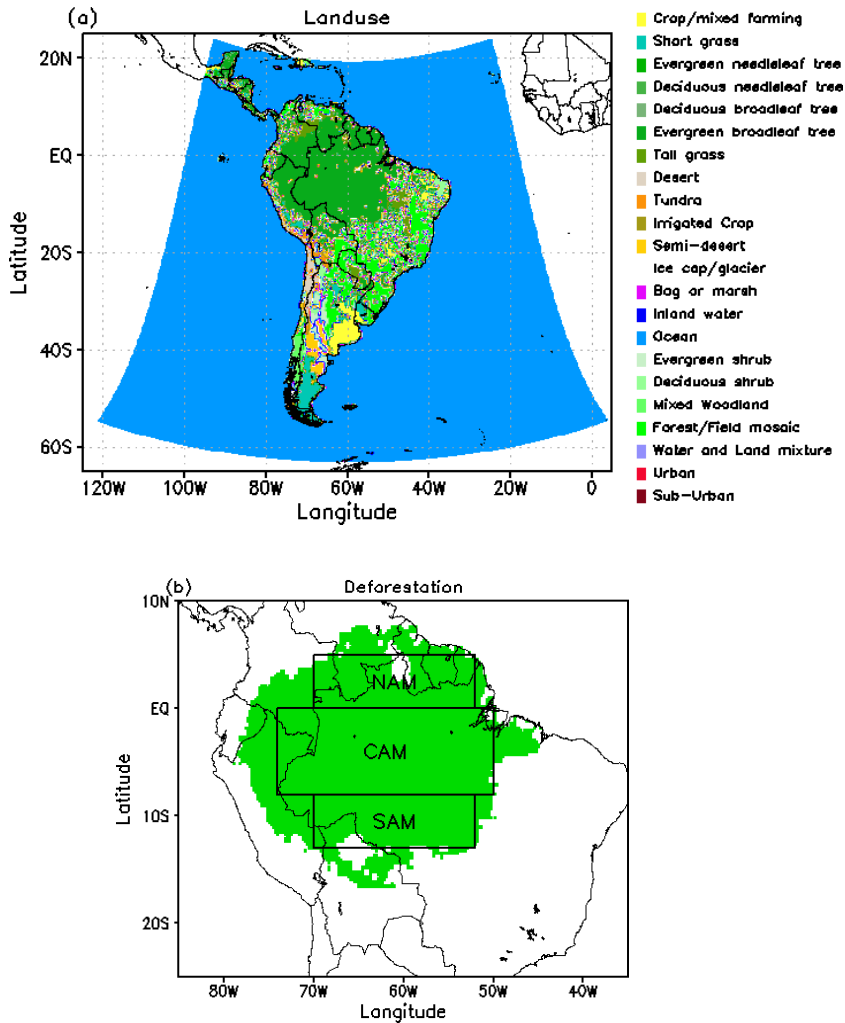 (a)
Landuse
20N
EQ
20S
40S
60S
Latitude
120W 100W 80W 60W 40W 20W 0
Longitude
Crop/mixed farming
Short grass
Evergreen needleleaf tree
Deciduous needleleaf tree
Deciduous broadleaf tree
Evergreen broadleaf tree
Tall grass
Desert
Tundra
Irrigated Crop
Semi-desert
Ice cap/glacier
Bog or marsh
Inland water
Ocean
Evergreen shrub
Deciduous shrub
Mixed Woodland
Forest/Field mosaic
Water and Land mixture
Urban
Sub-Urban
(b)
Deforestation
10N
EQ
10S
20S
Latitude
NAM
CAM
SAM
80W 70W 60W 50W 40W
Longitude